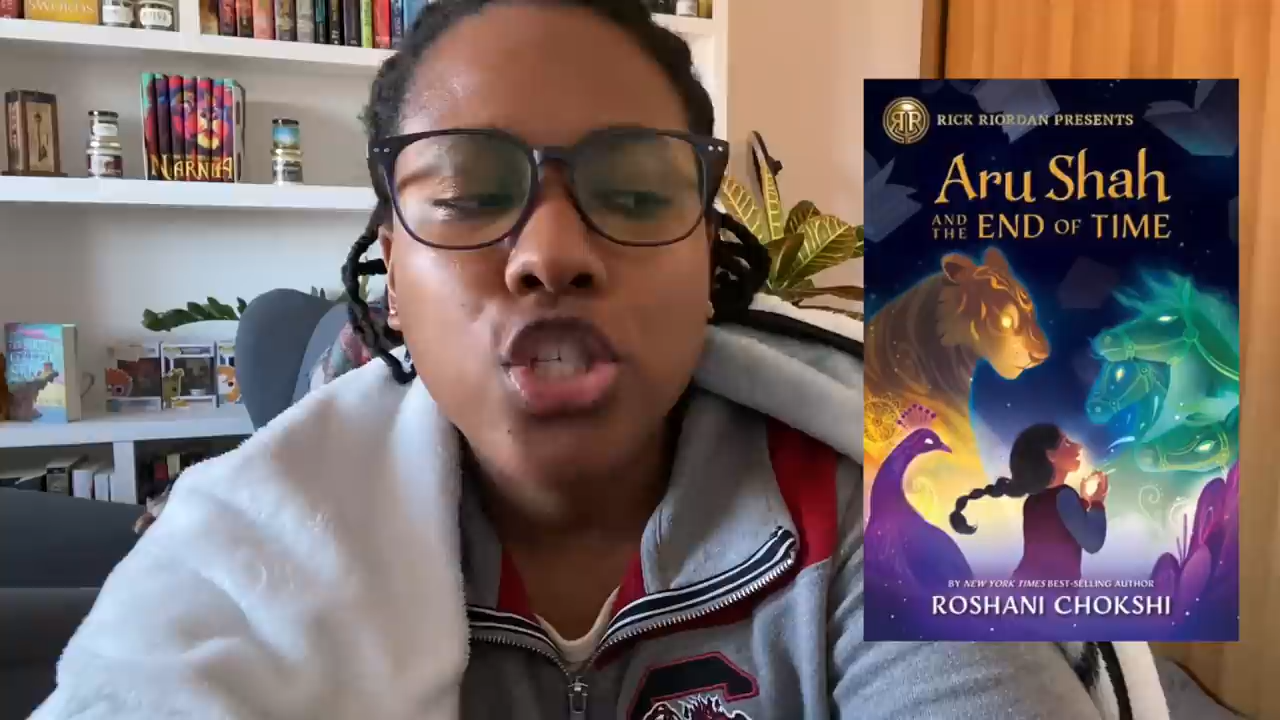 SWORDS
NARNIA
RICK RIORDAN PRESENTS
Aru Shah
AND THE END OF TIME
BY NEW YORK TIMES BEST-SELLING AUTHOR
ROSHANI CHOKSHI